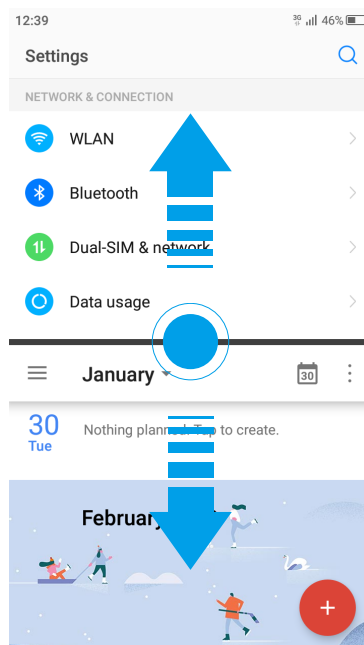 12:39
3G
46%
Settings
NETWORK & CONNECTION
WLAN
Bluetooth
Dual-SIM & network
Data usage
January
30
30
Tue
Nothing planned. Tap to create.
February